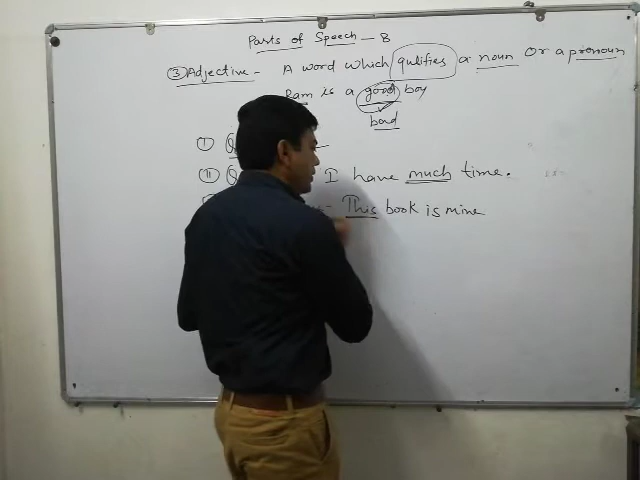 Parts of Speech - B
③ Adjective - A word which qulifies a noun Or a pronoun
Ram is a good boy
bad
Ⅰ Q -
Ⅱ Q I have much time.
- This book is mine